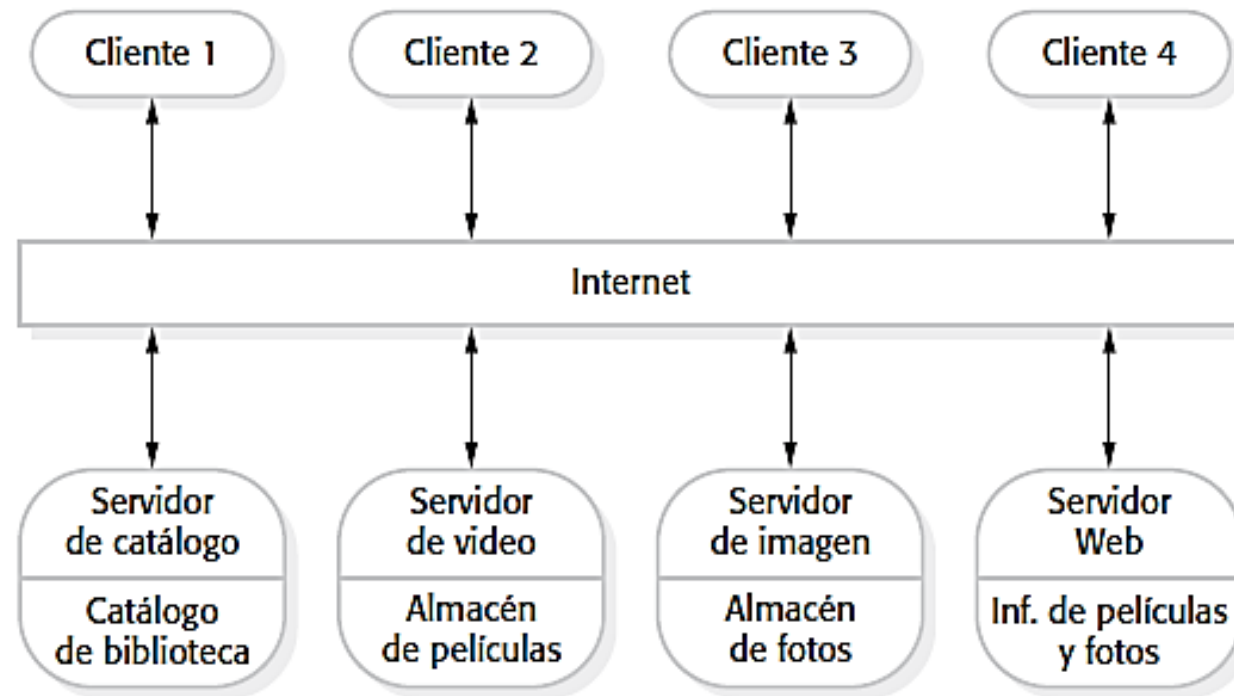 Cliente 1
Cliente 2
Cliente 3
Cliente 4
Internet
Servidor
de catálogo
Catálogo
de biblioteca
Servidor
de video
Almacén
de películas
Servidor
de imagen
Almacén
de fotos
Servidor
Web
Inf. de películas
y fotos